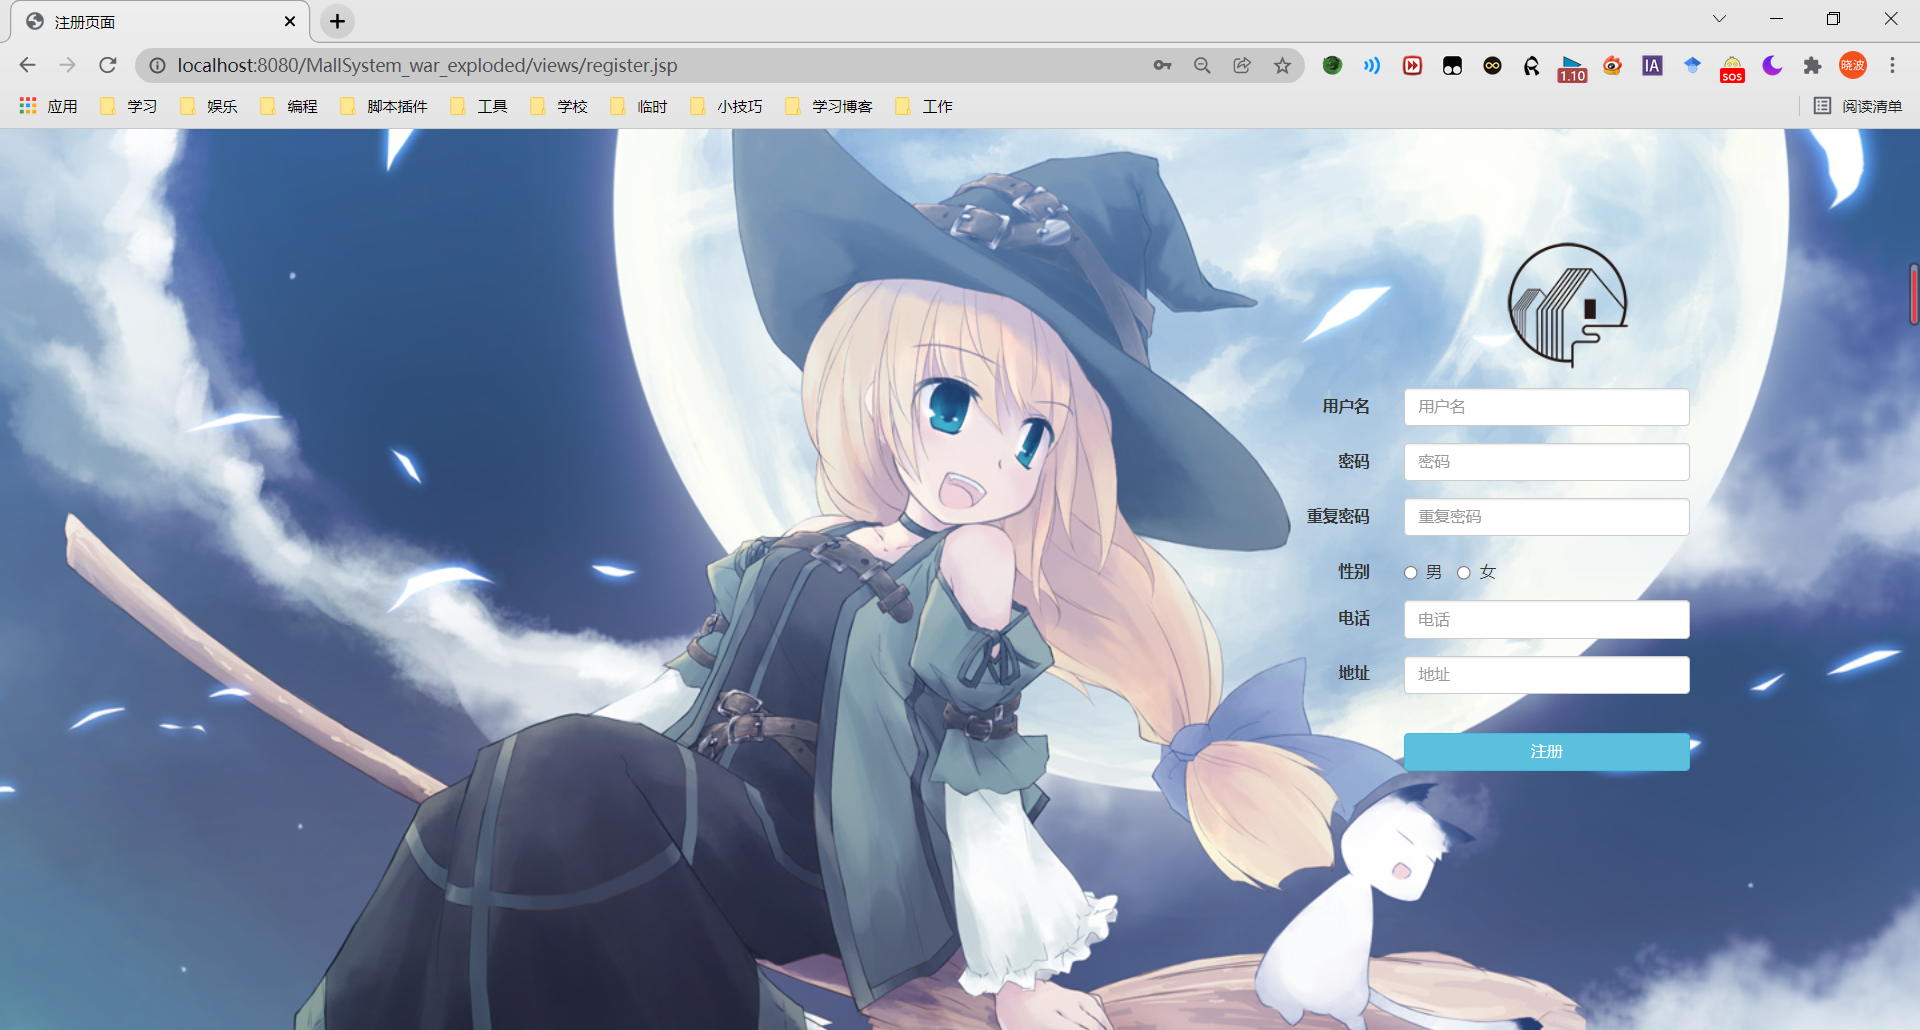 注册页面
localhost:8080/MallSystem_war_exploded/views/register.jsp
1.10
IA
sos
晓波
应用 学习 娱乐 编程 脚本插件 工具 学校 临时 小技巧 学习博客 工作 阅读清单
用户名 用户名
密码 密码
重复密码 重复密码
性别 男 女
电话 电话
地址 地址
注册